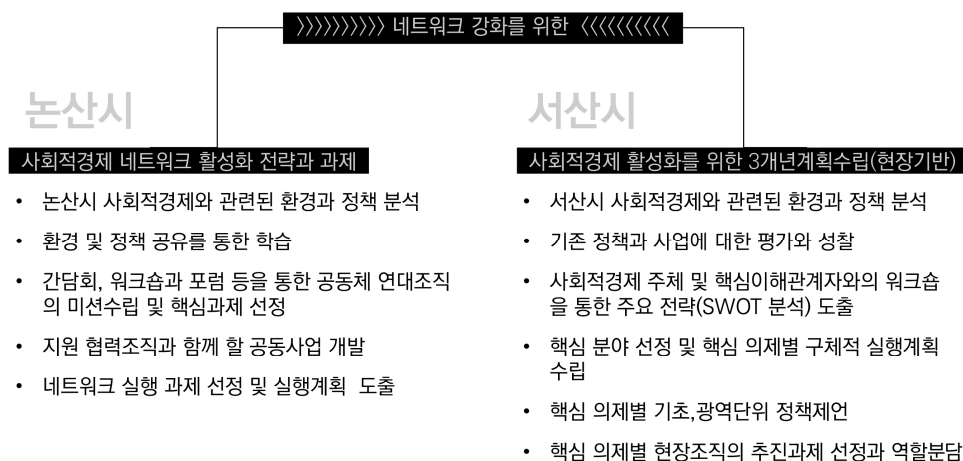 》》》》》 네트워크 강화를 위한 《《《《《
논산시
사회적경제 네트워크 활성화 전략과 과제
• 논산시 사회적경제와 관련된 환경과 정책 분석
• 환경 및 정책 공유를 통한 학습
• 간담회, 워크숍과 포럼 등을 통한 공동체 연대조직
의 미션수립 및 핵심과제 선정
• 지원 협력조직과 함께 할 공동사업 개발
• 네트워크 실행 과제 선정 및 실행계획 도출
서산시
사회적경제 활성화를 위한 3개년계획수립(현장기반)
• 서산시 사회적경제와 관련된 환경과 정책 분석
• 기존 정책과 사업에 대한 평가와 성찰
• 사회적경제 주체 및 핵심이해관계자와의 워크숍
을 통한 주요 전략(SWOT 분석) 도출
• 핵심 분야 선정 및 핵심 의제별 구체적 실행계획
수립
• 핵심 의제별 기초,광역단위 정책제언
• 핵심 의제별 현장조직의 추진과제 선정과 역할분담